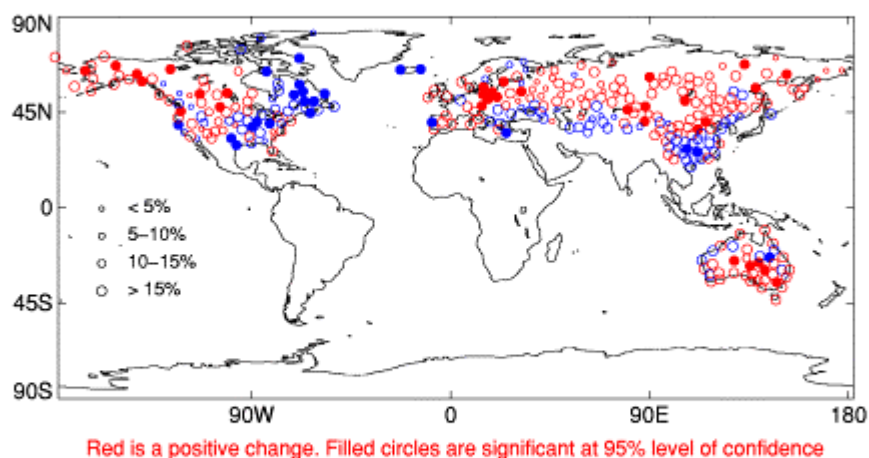 90N
45N
0
45S
90S
< 5%
5–10%
10–15%
> 15%
90W
0
90E
180
Red is a positive change. Filled circles are significant at 95% level of confidence